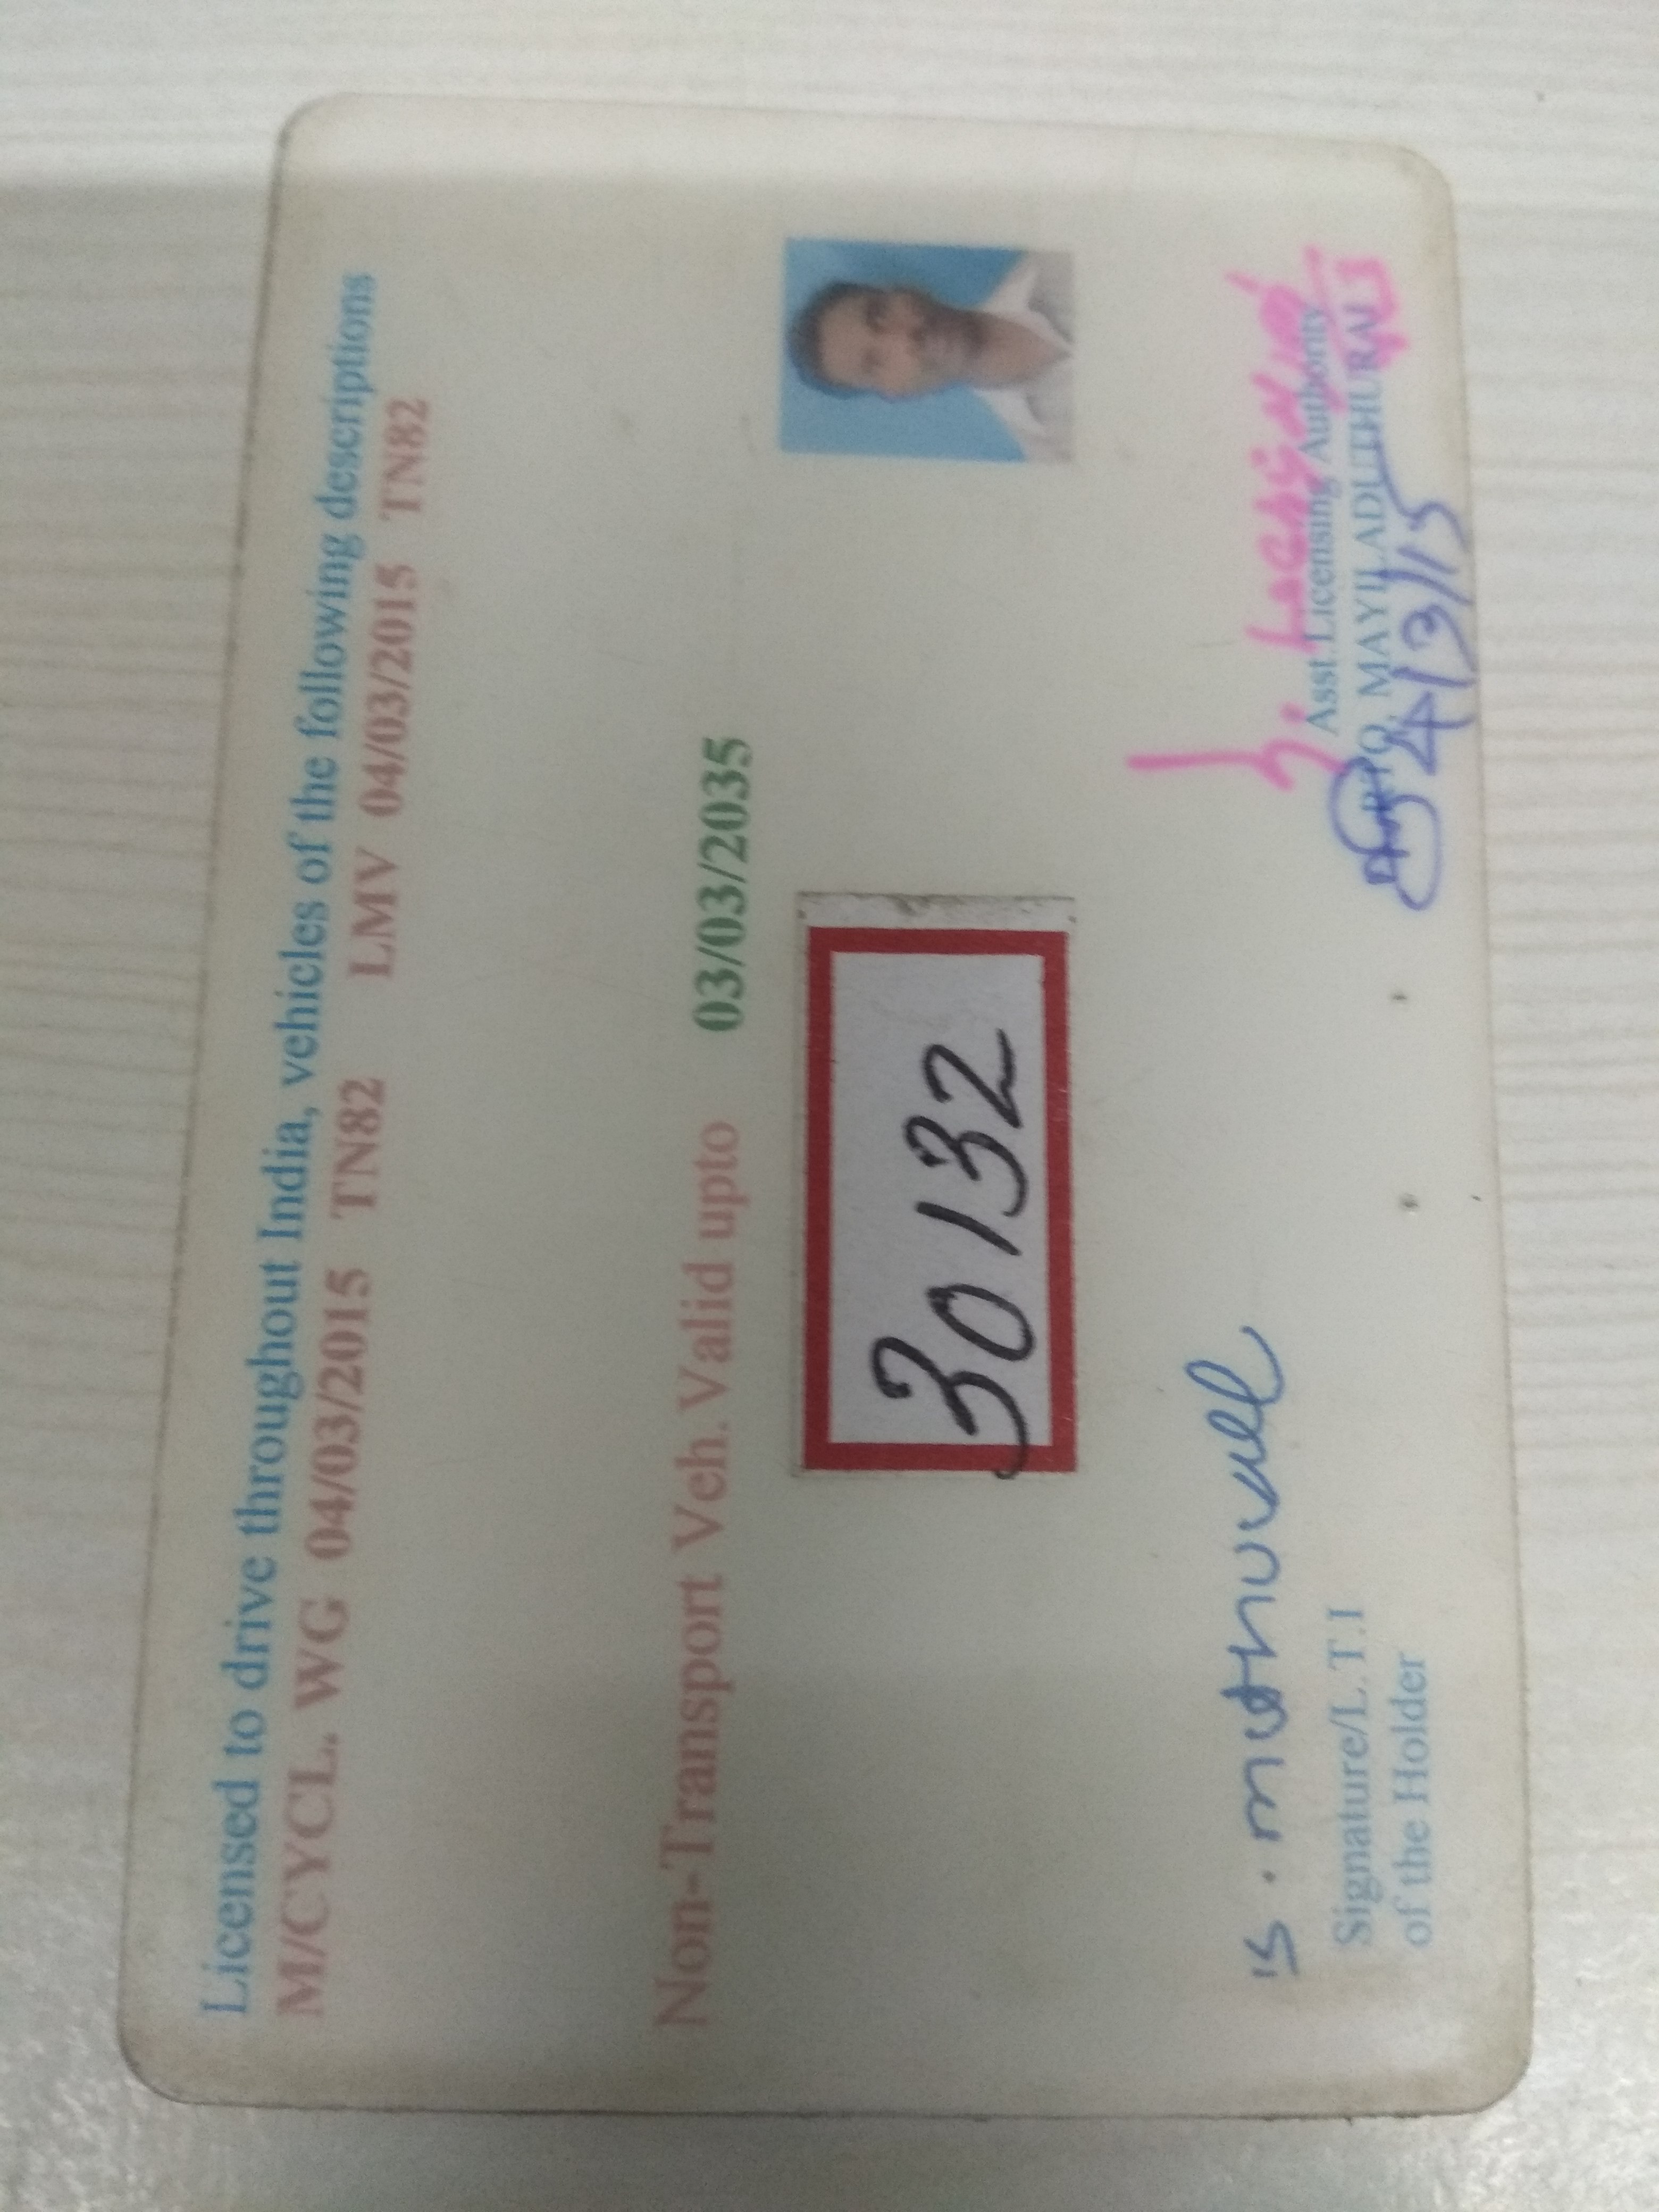 Licensed to drive throughout India, vehicles of the following descriptions
M/CYCL. WG 04/03/2015 TN82 LMV 04/03/2015 TN82
Non-Transport Veh. Valid upto 03/03/2035
30132
Signature/L.T.I
of the Holder
Asst.Licensing Authority
RTO, MAYILADUTHURAI
4/3/15